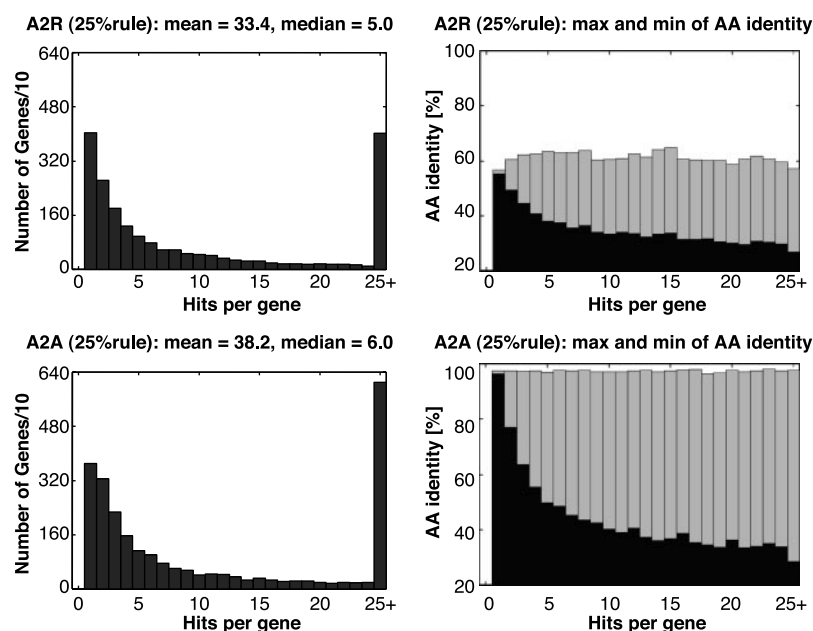 A2R (25%rule): mean = 33.4, median = 5.0
640
480
320
160
0
Number of Genes/10
0 5 10 15 20 25+
Hits per gene
A2R (25%rule): max and min of AA identity
100
80
60
40
20
AA identity [%]
0 5 10 15 20 25+
Hits per gene
A2A (25%rule): mean = 38.2, median = 6.0
640
480
320
160
0
Number of Genes/10
0 5 10 15 20 25+
Hits per gene
A2A (25%rule): max and min of AA identity
100
80
60
40
20
AA identity [%]
0 5 10 15 20 25+
Hits per gene